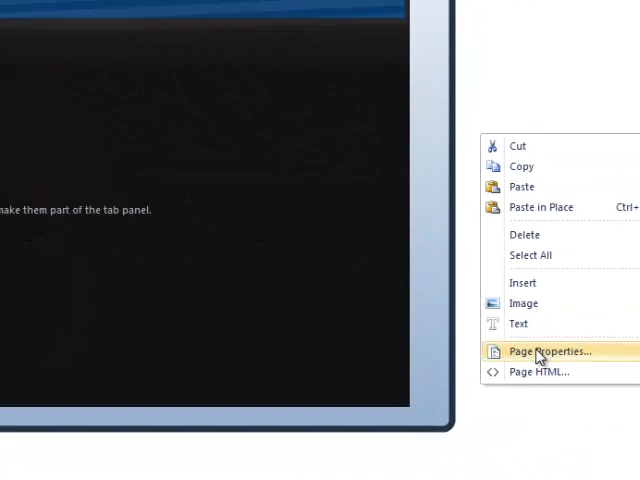 make them part of the tab panel.
Cut
Copy
Paste
Paste in Place Ctrl+
Delete
Select All
Insert
Image
Text
Page Properties...
Page HTML...